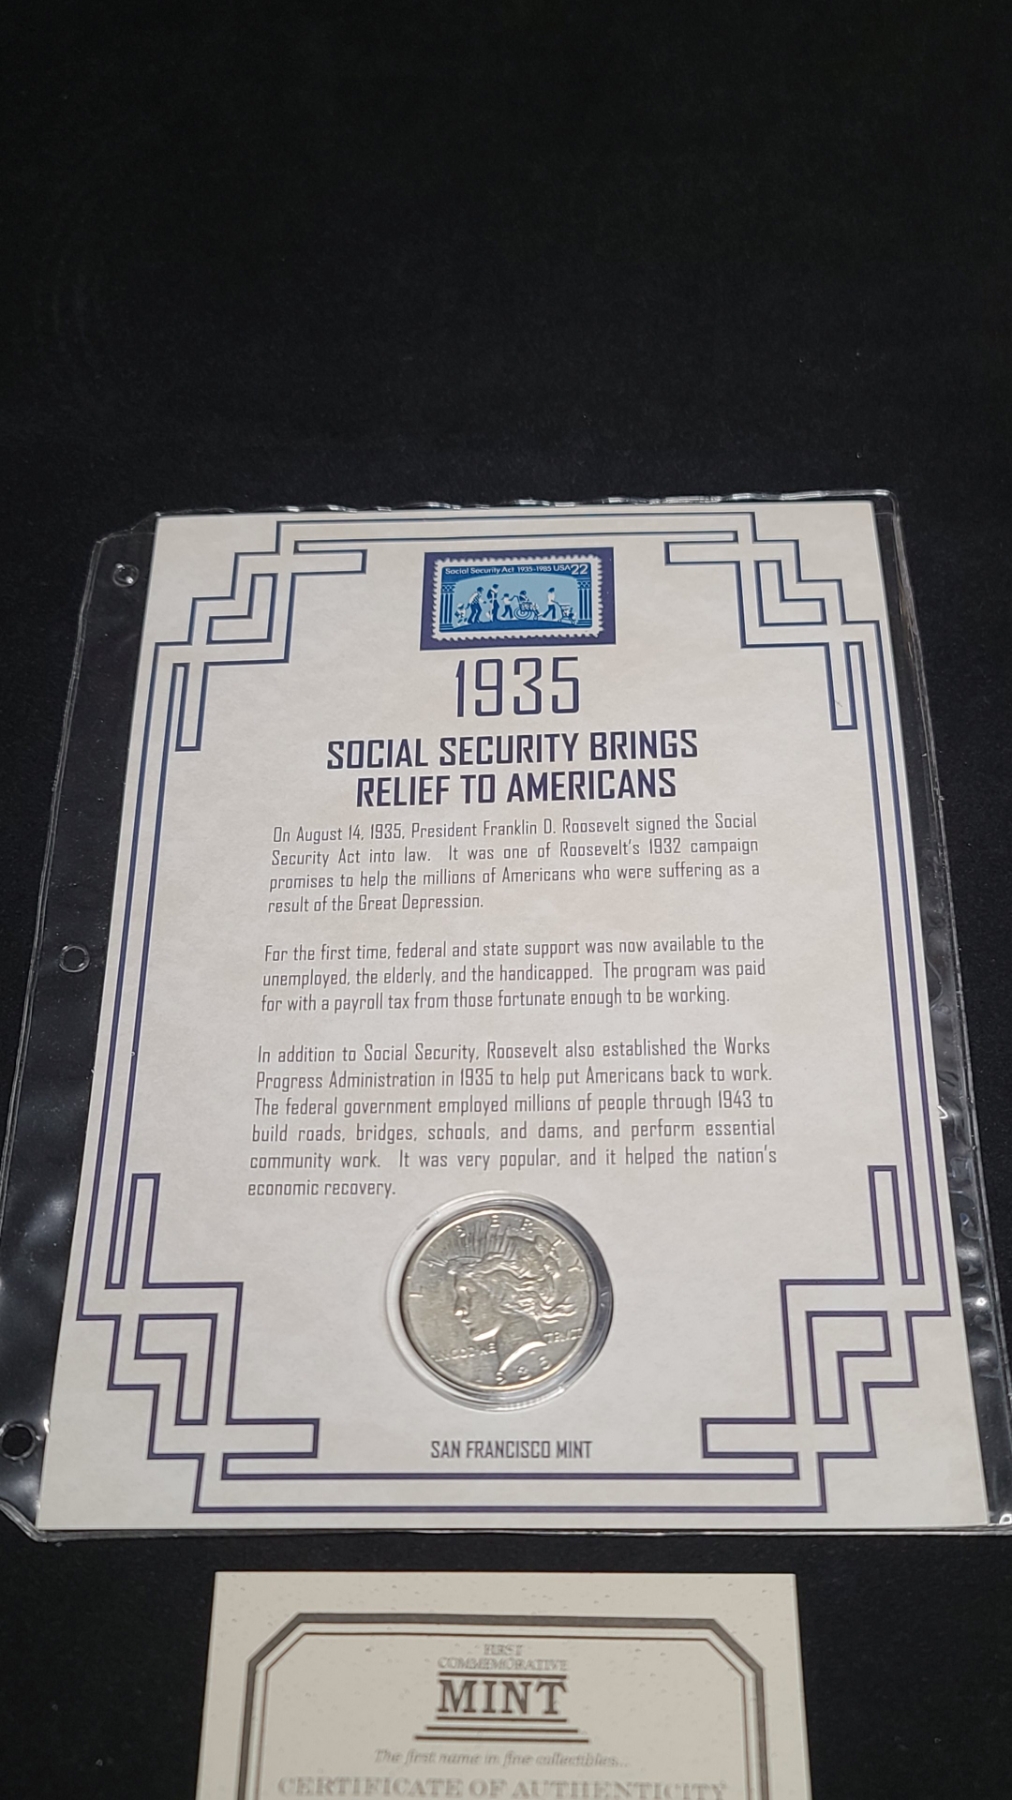 Social Security Act 1935-1985 USA 22
1935
SOCIAL SECURITY BRINGS
RELIEF TO AMERICANS
On August 14, 1935, President Franklin D. Roosevelt signed the Social
Security Act into law. It was one of Roosevelt's 1932 campaign
promises to help the millions of Americans who were suffering as a
result of the Great Depression.
For the first time, federal and state support was now available to the
unemployed, the elderly, and the handicapped. The program was paid
for with a payroll tax from those fortunate enough to be working.
In addition to Social Security, Roosevelt also established the Works
Progress Administration in 1935 to help put Americans back to work.
The federal government employed millions of people through 1943 to
build roads, bridges, schools, and dams, and perform essential
community work. It was very popular, and it helped the nation's
economic recovery.
LIBERTY
IN GOD WE TRVST
SAN FRANCISCO MINT
FIRST
COMMEMORATIVE
MINT
The first name in fine collectibles...
CERTIFICATE OF AUTHENTICITY